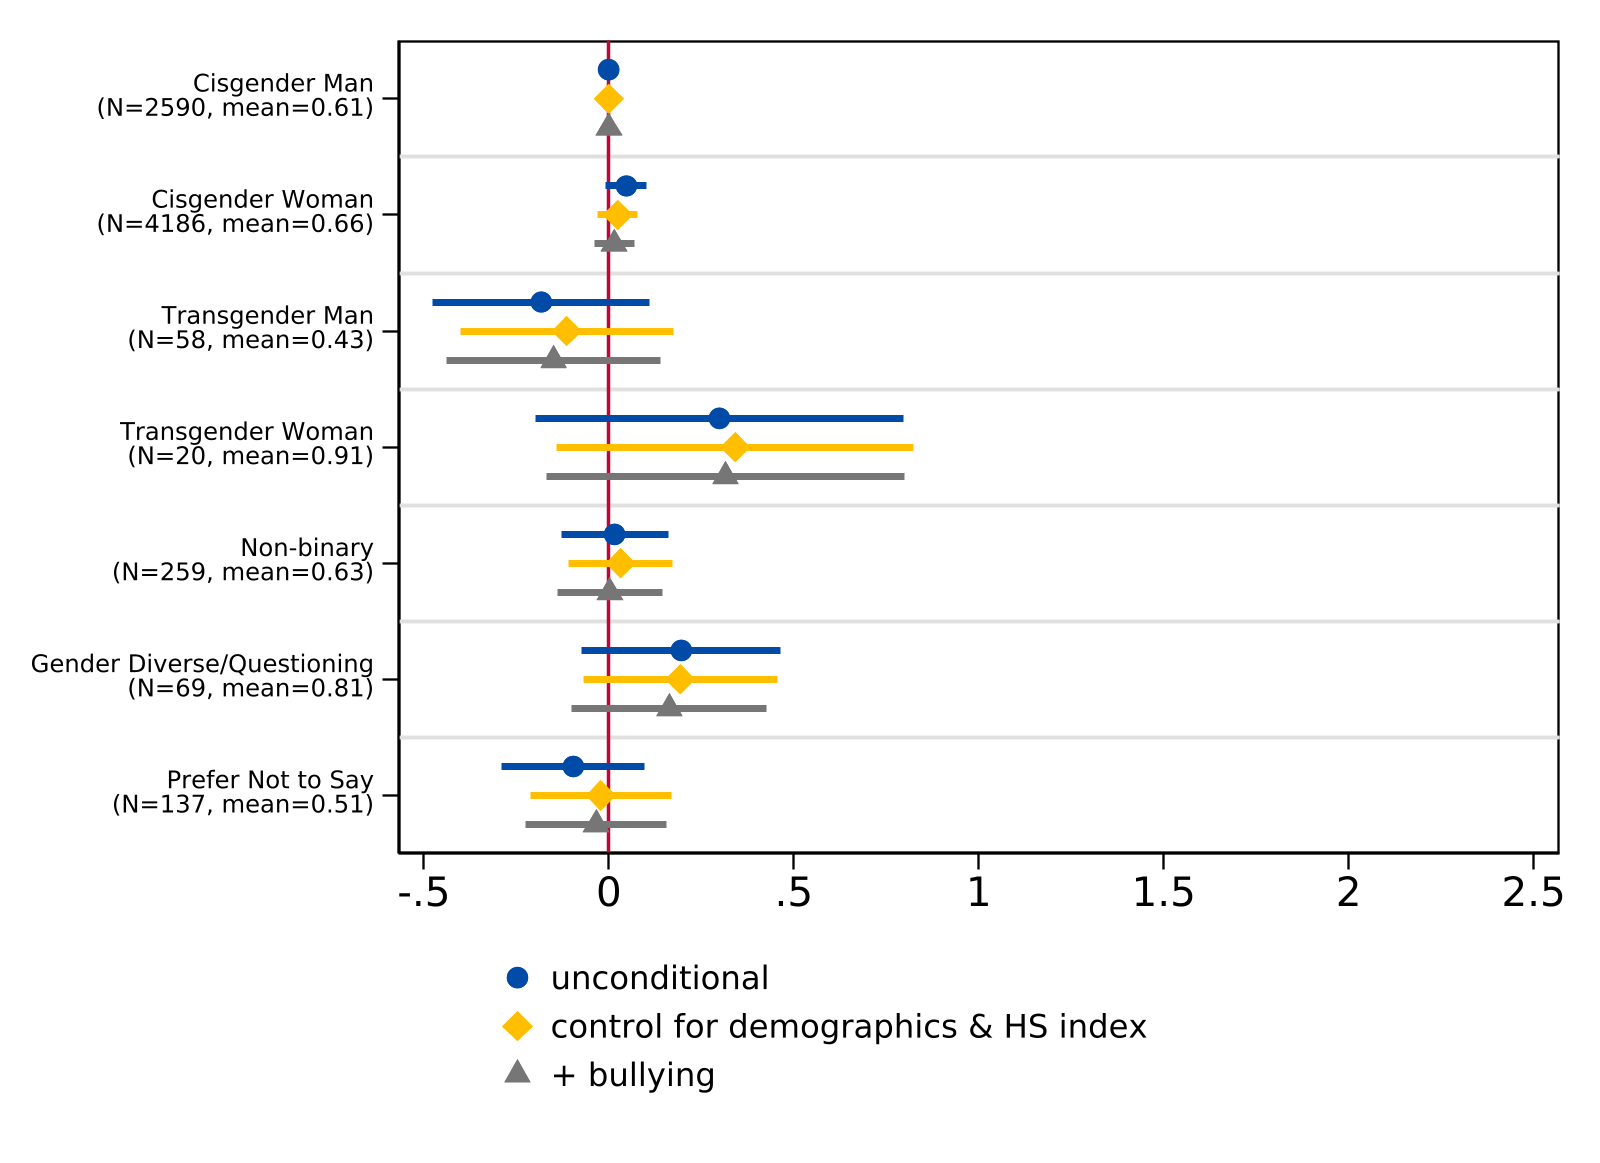 Cisgender Man
(N=2590, mean=0.61)
Cisgender Woman
(N=4186, mean=0.66)
Transgender Man
(N=58, mean=0.43)
Transgender Woman
(N=20, mean=0.91)
Non-binary
(N=259, mean=0.63)
Gender Diverse/Questioning
(N=69, mean=0.81)
Prefer Not to Say
(N=137, mean=0.51)
-.5 0 .5 1 1.5 2 2.5
unconditional
control for demographics & HS index
+ bullying